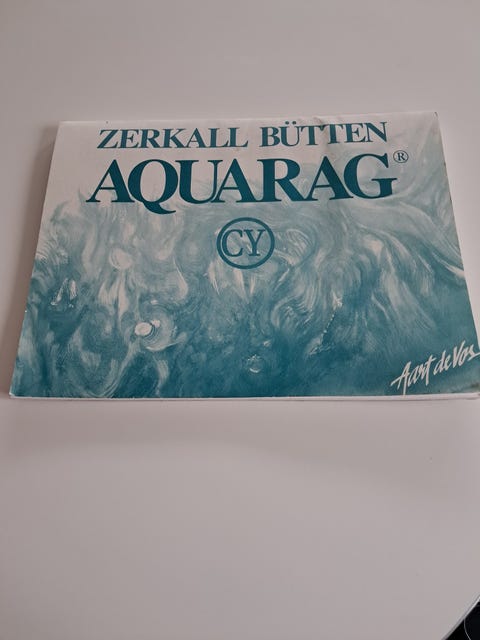 ZERKALL BÜTTEN
AQUARAG®
CY
Aart de Vos